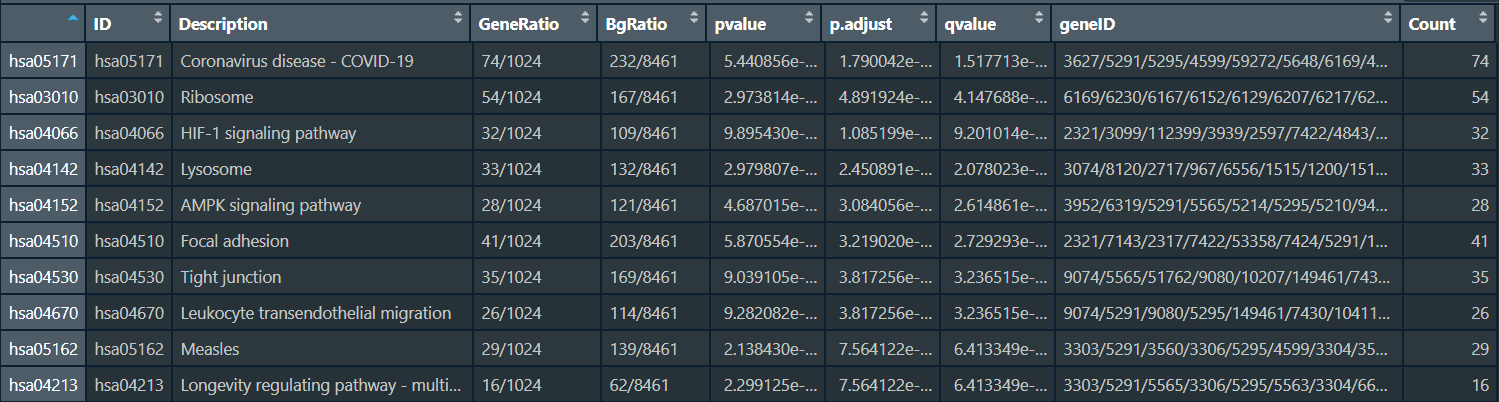 ID Description GeneRatio BgRatio pvalue p.adjust qvalue geneID Count
hsa05171 hsa05171 Coronavirus disease - COVID-19 74/1024 232/8461 5.440856e-... 1.790042e-... 1.517713e-... 3627/5291/5295/4599/59272/5648/6169/4... 74
hsa03010 hsa03010 Ribosome 54/1024 167/8461 2.973814e-... 4.891924e-... 4.147688e-... 6169/6230/6167/6152/6129/6207/6217/62... 54
hsa04066 hsa04066 HIF-1 signaling pathway 32/1024 109/8461 9.895430e-... 1.085199e-... 9.201014e-... 2321/3099/112399/3939/2597/7422/4843/... 32
hsa04142 hsa04142 Lysosome 33/1024 132/8461 2.979807e-... 2.450891e-... 2.078023e-... 3074/8120/2717/967/6556/1515/1200/151... 33
hsa04152 hsa04152 AMPK signaling pathway 28/1024 121/8461 4.687015e-... 3.084056e-... 2.614861e-... 3952/6319/5291/5565/5214/5295/5210/94... 28
hsa04510 hsa04510 Focal adhesion 41/1024 203/8461 5.870554e-... 3.219020e-... 2.729293e-... 2321/7143/2317/7422/53358/7424/5291/1... 41
hsa04530 hsa04530 Tight junction 35/1024 169/8461 9.039105e-... 3.817256e-... 3.236515e-... 9074/5565/51762/9080/10207/149461/743... 35
hsa04670 hsa04670 Leukocyte transendothelial migration 26/1024 114/8461 9.282082e-... 3.817256e-... 3.236515e-... 9074/5291/9080/5295/149461/7430/10411... 26
hsa05162 hsa05162 Measles 29/1024 139/8461 2.138430e-... 7.564122e-... 6.413349e-... 3303/5291/3560/3306/5295/4599/3304/35... 29
hsa04213 hsa04213 Longevity regulating pathway - multi... 16/1024 62/8461 2.299125e-... 7.564122e-... 6.413349e-... 3303/5291/5565/3306/5295/5563/3304/66... 16